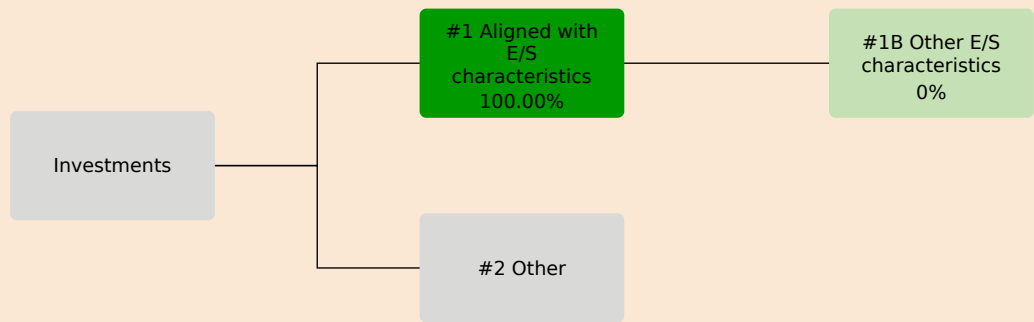 #1 Aligned with
E/S
characteristics
100.00%
#1B Other E/S
characteristics
0%
Investments
#2 Other